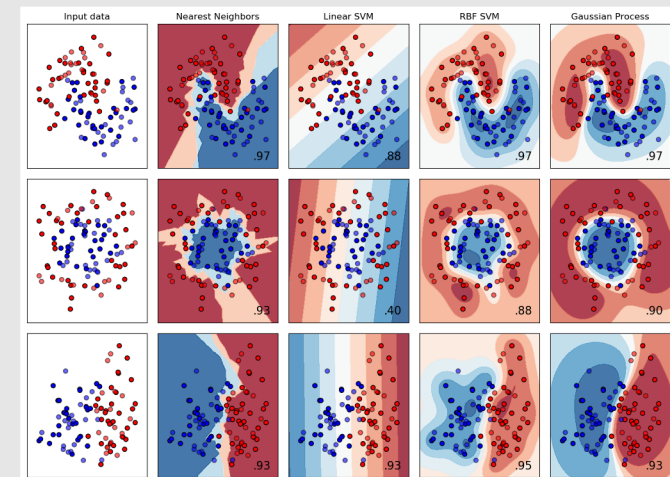 Input data
Nearest Neighbors
Linear SVM
RBF SVM
Gaussian Process
.97
.88
.97
.97
.93
.40
.88
.90
.93
.93
.95
.93